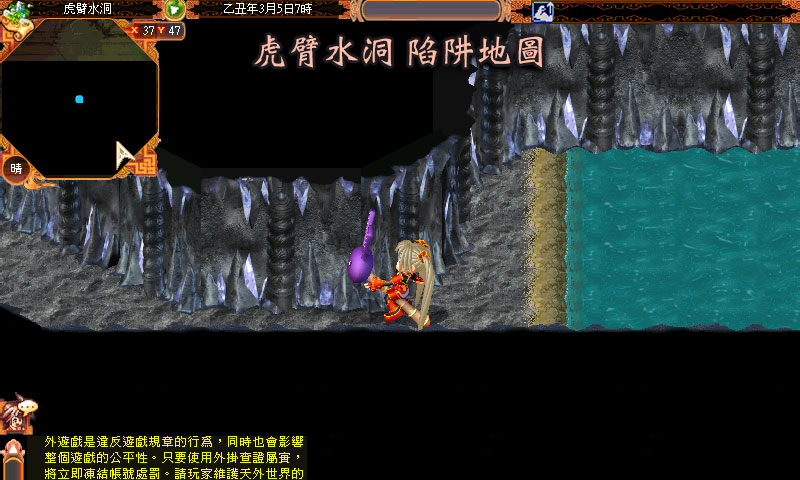 虎臂水洞
乙丑年3月5日7時
1
X 37 Y 47
虎臂水洞 陷阱地圖
晴
外遊戲是違反遊戲規章的行為，同時也會影響
整個遊戲的公平性。只要使用外掛查證屬實，
將立即凍結帳號處罰。請玩家維護天外世界的